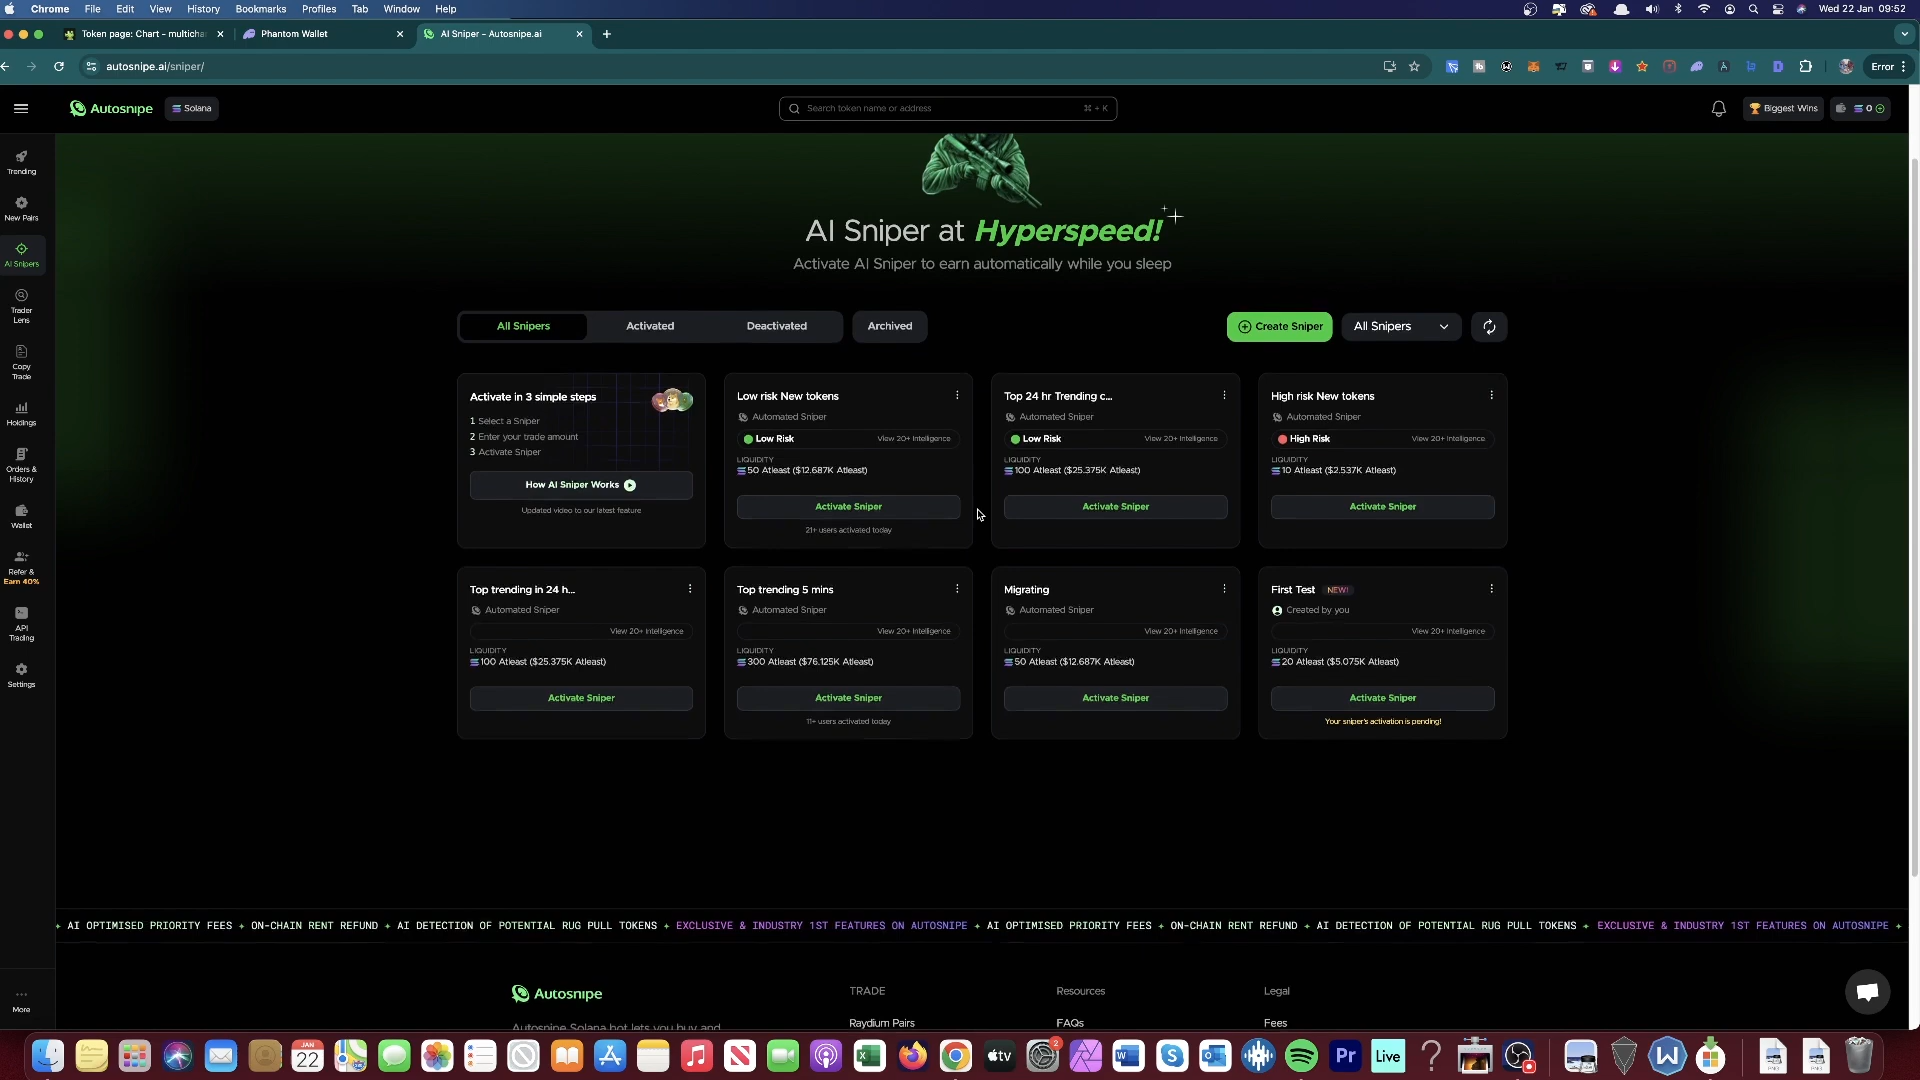 Chrome File Edit View History Bookmarks Profiles Tab Window Help
Wed 22 Jan 09:52
Token page: Chart - multichar
Phantom Wallet
AI Sniper - Autosnipe.ai
autosnipe.ai/sniper/
Error
Autosnipe
Solana
Search token name or address
⌘ + K
Biggest Wins
0
Trending
New Pairs
AI Snipers
Trader
Lens
Copy
Trade
Holdings
Orders &
History
Wallet
Refer &
Earn 40%
API
Trading
Settings
More
AI Sniper at Hyperspeed!
Activate AI Sniper to earn automatically while you sleep
All Snipers
Activated
Deactivated
Archived
Create Sniper
All Snipers
Activate in 3 simple steps
1 Select a Sniper
2 Enter your trade amount
3 Activate Sniper
How AI Sniper Works
Updated video to our latest feature
Low risk New tokens
Automated Sniper
Low Risk
View 20+ Intelligence
LIQUIDITY
50 Atleast ($12.687K Atleast)
Activate Sniper
21+ users activated today
Top 24 hr Trending c...
Automated Sniper
Low Risk
View 20+ Intelligence
LIQUIDITY
100 Atleast ($25.375K Atleast)
Activate Sniper
High risk New tokens
Automated Sniper
High Risk
View 20+ Intelligence
LIQUIDITY
10 Atleast ($2.537K Atleast)
Activate Sniper
Top trending in 24 h...
Automated Sniper
View 20+ Intelligence
LIQUIDITY
100 Atleast ($25.375K Atleast)
Activate Sniper
Top trending 5 mins
Automated Sniper
View 20+ Intelligence
LIQUIDITY
300 Atleast ($76.125K Atleast)
Activate Sniper
11+ users activated today
Migrating
Automated Sniper
View 20+ Intelligence
LIQUIDITY
50 Atleast ($12.687K Atleast)
Activate Sniper
First Test NEW!
Created by you
View 20+ Intelligence
LIQUIDITY
20 Atleast ($5.075K Atleast)
Activate Sniper
Your sniper's activation is pending!
AI OPTIMISED PRIORITY FEES + ON-CHAIN RENT REFUND + AI DETECTION OF POTENTIAL RUG PULL TOKENS + EXCLUSIVE & INDUSTRY 1ST FEATURES ON AUTOSNIPE + AI OPTIMISED PRIORITY FEES + ON-CHAIN RENT REFUND + AI DETECTION OF POTENTIAL RUG PULL TOKENS + EXCLUSIVE & INDUSTRY 1ST FEATURES ON AUTOSNIPE +
Autosnipe
Autosnipe Solana bot lets you buy and
TRADE
Raydium Pairs
Resources
FAQs
Legal
Fees
JAN
22
tv
2
W
Pr
Live